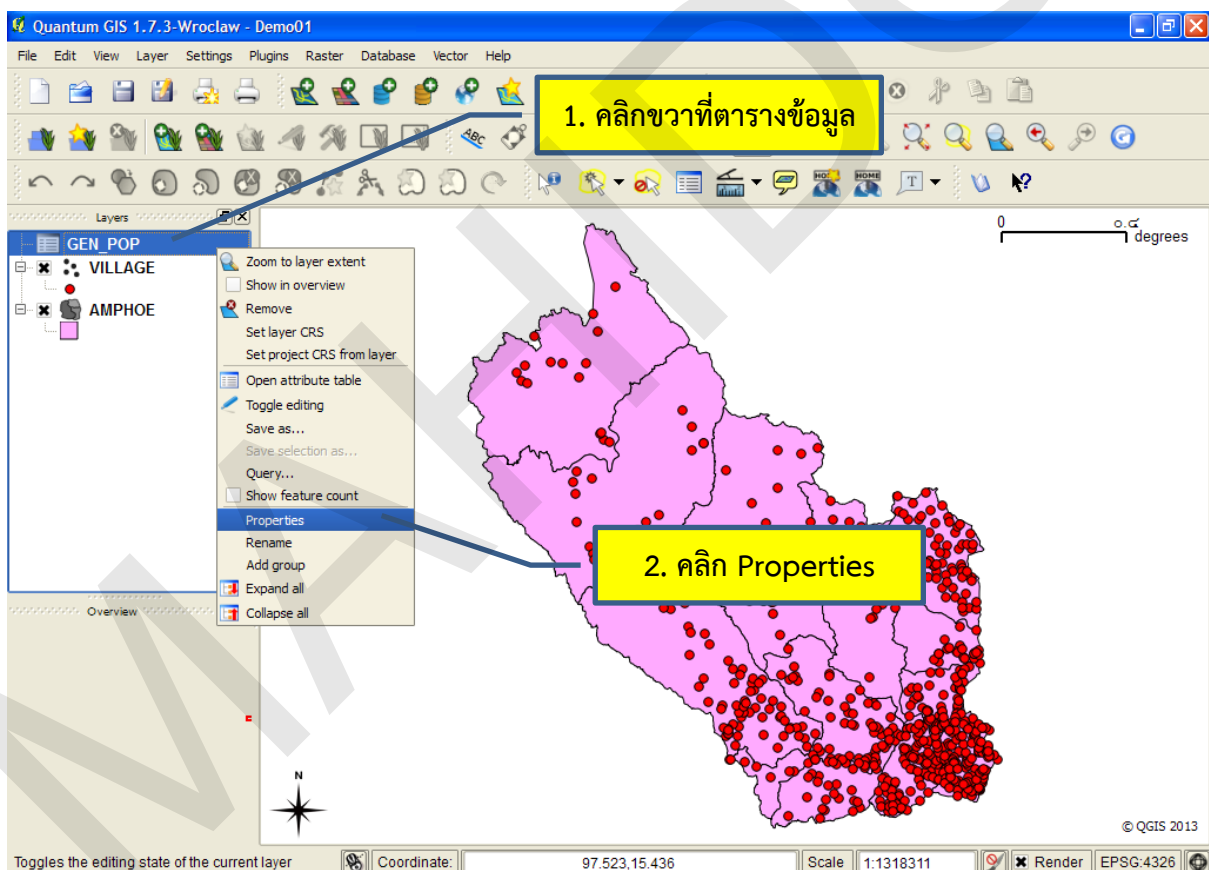 Quantum GIS 1.7.3-Wroclaw - Demo01
File Edit View Layer Settings Plugins Raster Database Vector Help
1. คลิกขวาที่ตารางข้อมูล
ABC
HOME
T
Layers
GEN_POP
VILLAGE
AMPHOE
Zoom to layer extent
Show in overview
Remove
Set layer CRS
Set project CRS from layer
Open attribute table
Toggle editing
Save as...
Save selection as...
Query...
Show feature count
Properties
Rename
Add group
Expand all
Collapse all
Overview
0 ๐.๔
degrees
2. คลิก Properties
N
© QGIS 2013
Toggles the editing state of the current layer Coordinate: 97.523,15.436 Scale 1:1318311 Render EPSG:4326